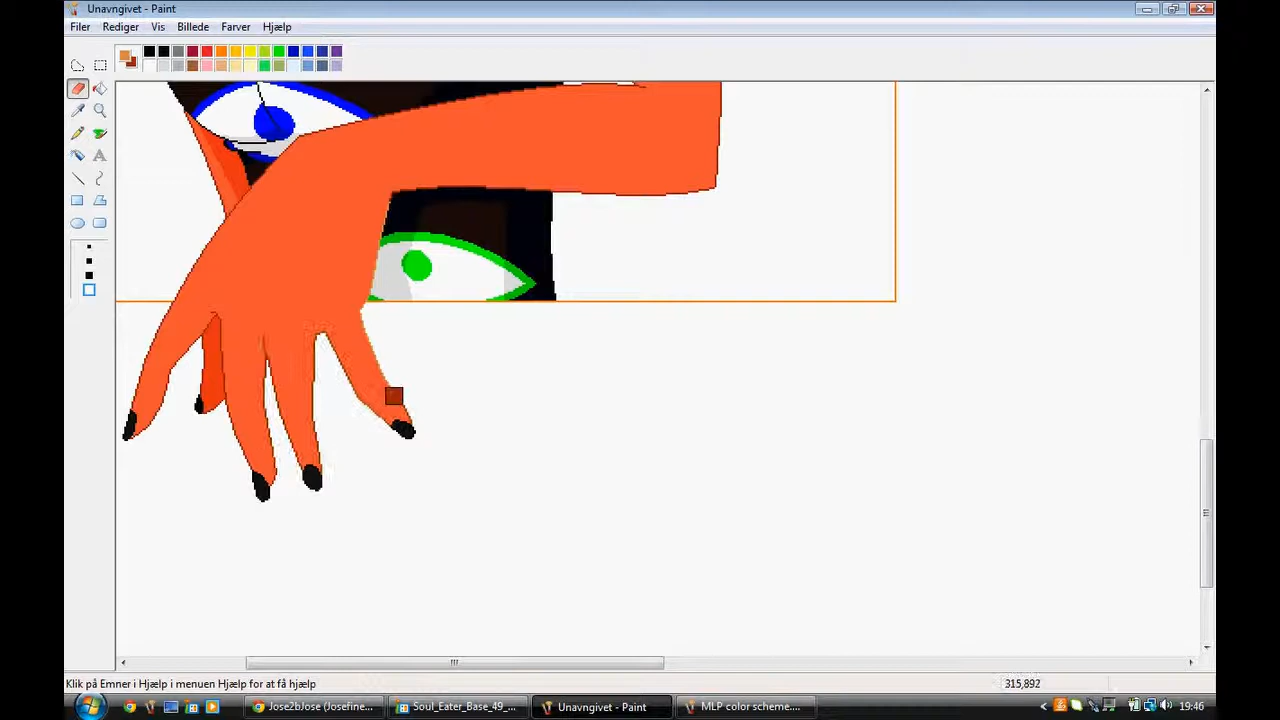 Unavngivet - Paint
Filer Rediger Vis Billede Farver Hjælp
Klik på Emner i Hjælp i menuen Hjælp for at få hjælp
315,892
Jose2bJose (Josefine...
Soul_Eater_Base_49_...
Unavngivet - Paint
MLP color scheme....
19:46